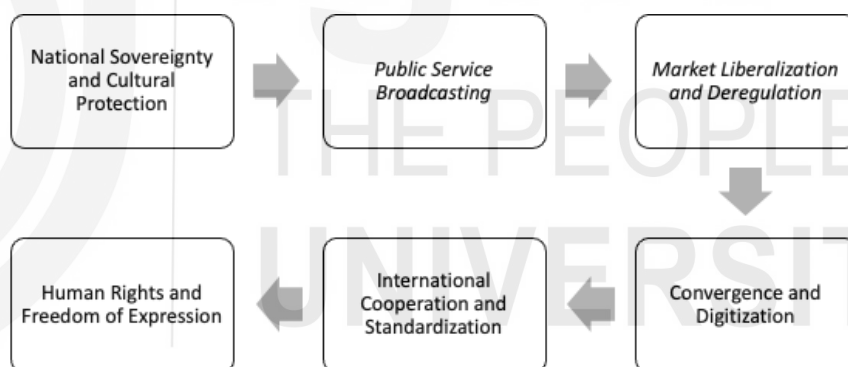 National Sovereignty
and Cultural
Protection
Public Service
Broadcasting
Market Liberalization
and Deregulation
Convergence and
Digitization
International
Cooperation and
Standardization
Human Rights and
Freedom of Expression
THE PEOPLE
UNIVERSIT